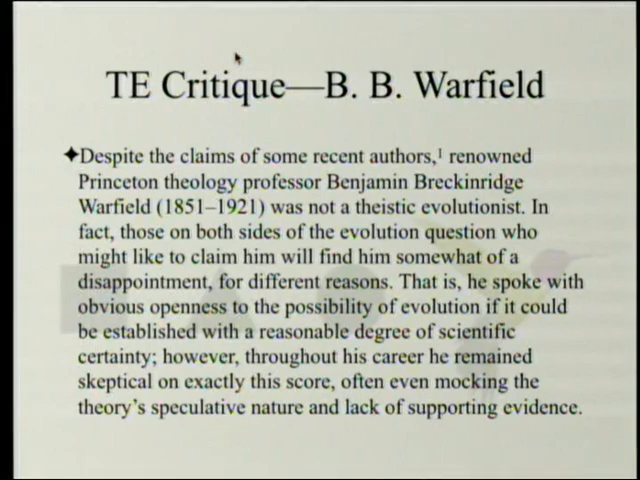 TE Critique—B. B. Warfield
✦Despite the claims of some recent authors,¹ renowned
Princeton theology professor Benjamin Breckinridge
Warfield (1851–1921) was not a theistic evolutionist. In
fact, those on both sides of the evolution question who
might like to claim him will find him somewhat of a
disappointment, for different reasons. That is, he spoke with
obvious openness to the possibility of evolution if it could
be established with a reasonable degree of scientific
certainty; however, throughout his career he remained
skeptical on exactly this score, often even mocking the
theory's speculative nature and lack of supporting evidence.